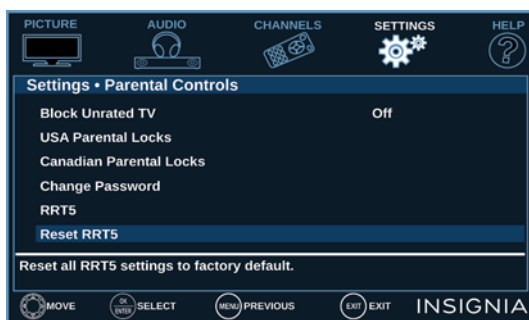 PICTURE AUDIO CHANNELS SETTINGS HELP
Settings • Parental Controls
Block Unrated TV Off
USA Parental Locks
Canadian Parental Locks
Change Password
RRT5
Reset RRT5
Reset all RRT5 settings to factory default.
MOVE OK ENTER SELECT MENU PREVIOUS EXIT EXIT INSIGNIA